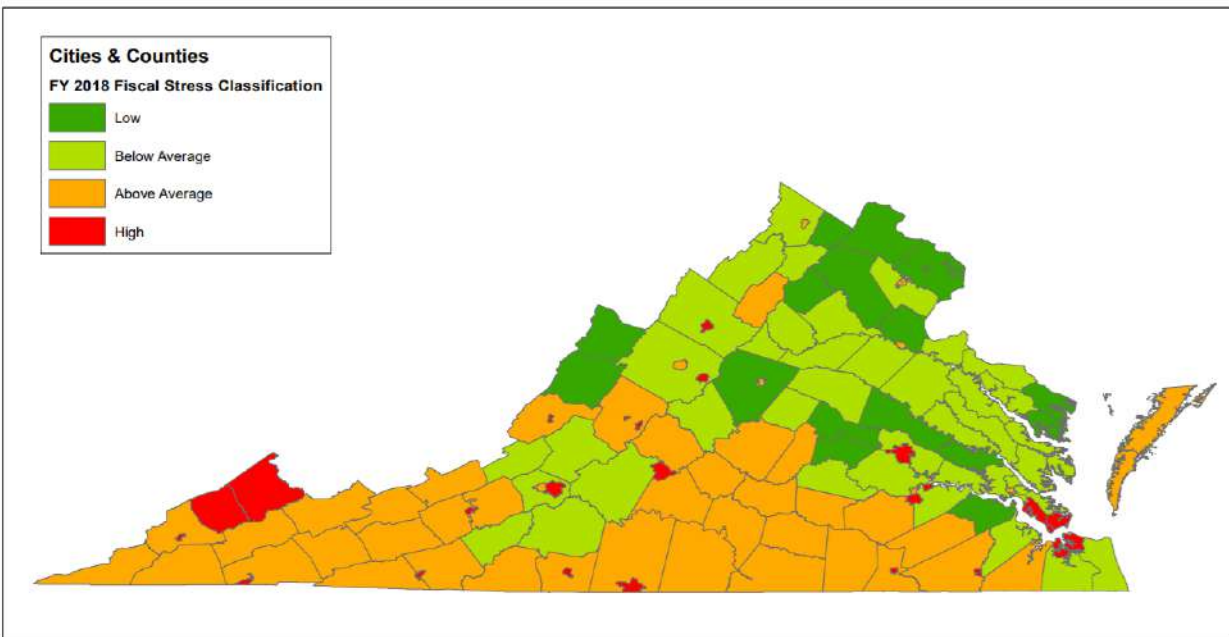 Cities & Counties
FY 2018 Fiscal Stress Classification
Low
Below Average
Above Average
High